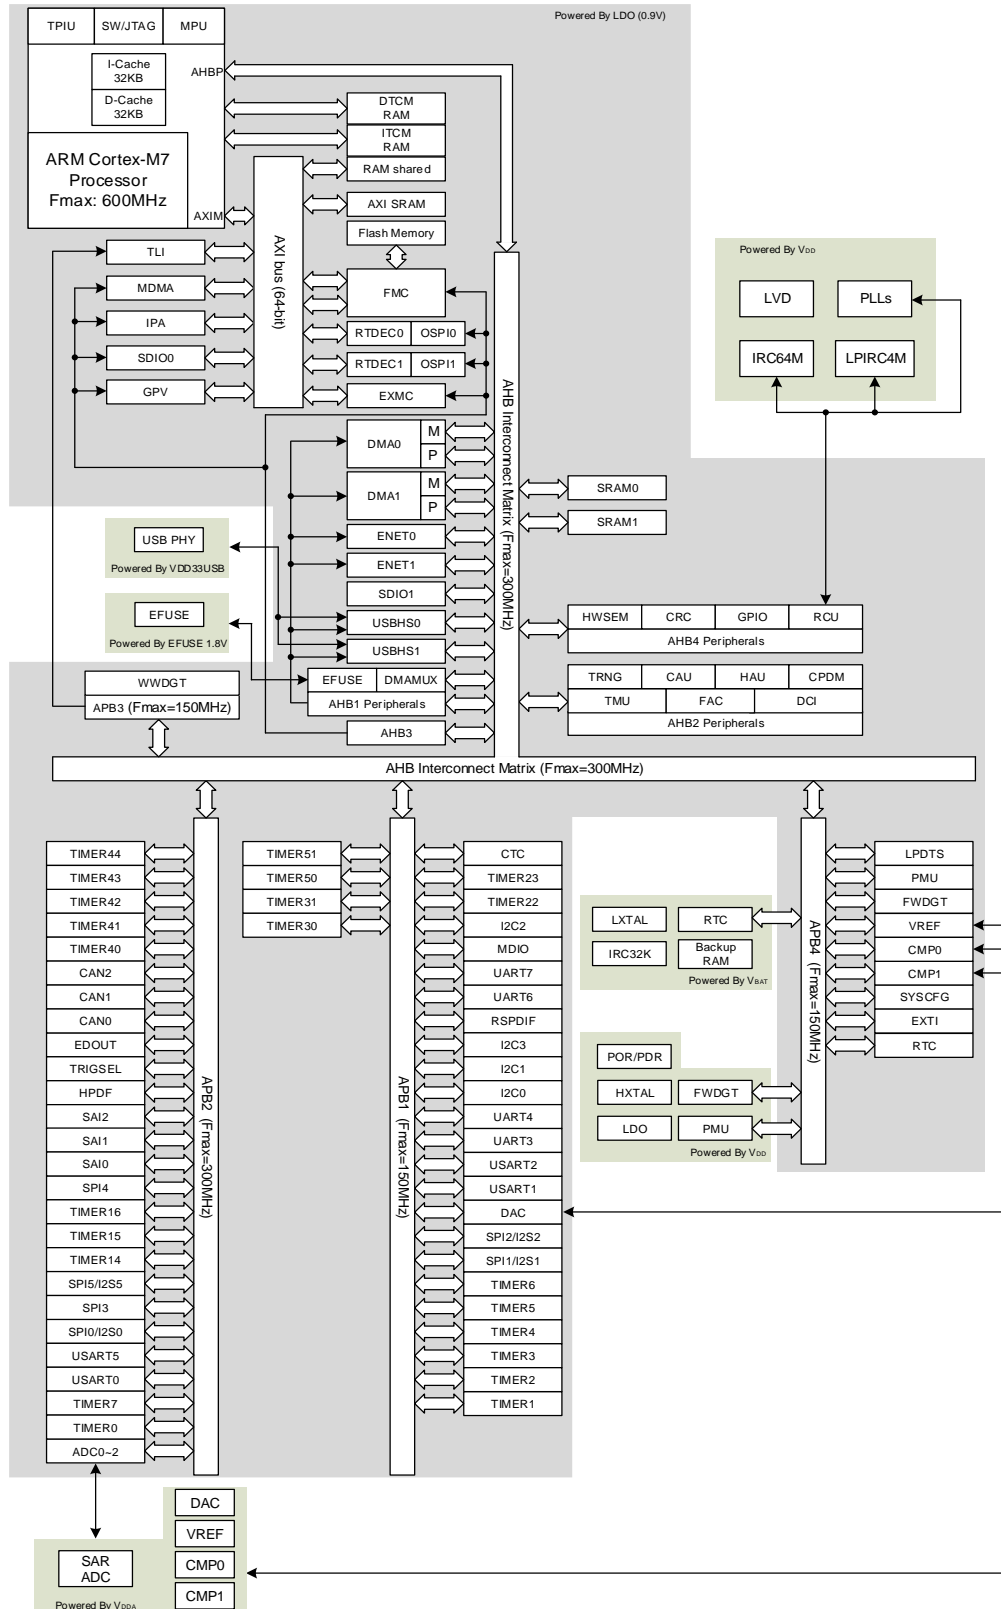 Powered By LDO (0.9V)
TPIU
SW/JTAG
MPU
I-Cache
32KB
D-Cache
32KB
AHBP
ARM Cortex-M7
Processor
Fmax: 600MHz
AXIM
DTCM
RAM
ITCM
RAM
RAM shared
AXI SRAM
Flash Memory
AXI bus (64-bit)
TLI
MDMA
IPA
SDIO0
GPV
FMC
RTDEC0
OSPI0
RTDEC1
OSPI1
EXMC
AHB Interconnect Matrix (Fmax=300MHz)
DMA0
M
P
DMA1
M
P
ENET0
ENET1
SDIO1
USBHS0
USBHS1
EFUSE
DMAMUX
AHB1 Peripherals
AHB3
Powered By VDD
LVD
PLLs
IRC64M
LPIRC4M
SRAM0
SRAM1
USB PHY
Powered By VDD33USB
EFUSE
Powered By EFUSE 1.8V
HWSEM
CRC
GPIO
RCU
AHB4 Peripherals
TRNG
CAU
HAU
CPDM
TMU
FAC
DCI
AHB2 Peripherals
WWDGT
APB3 (Fmax=150MHz)
AHB Interconnect Matrix (Fmax=300MHz)
TIMER44
TIMER43
TIMER42
TIMER41
TIMER40
CAN2
CAN1
CAN0
EDOUT
TRIGSEL
HPDF
SAI2
SAI1
SAI0
SPI4
TIMER16
TIMER15
TIMER14
SPI5/I2S5
SPI3
SPI0/I2S0
USART5
USART0
TIMER7
TIMER0
ADC0~2
APB2 (Fmax=300MHz)
TIMER51
TIMER50
TIMER31
TIMER30
APB1 (Fmax=150MHz)
CTC
TIMER23
TIMER22
I2C2
MDIO
UART7
UART6
RSPDIF
I2C3
I2C1
I2C0
UART4
UART3
USART2
USART1
DAC
SPI2/I2S2
SPI1/I2S1
TIMER6
TIMER5
TIMER4
TIMER3
TIMER2
TIMER1
LXTAL
RTC
IRC32K
Backup
RAM
Powered By VBAT
POR/PDR
HXTAL
FWDGT
LDO
PMU
Powered By VDD
APB4 (Fmax=150MHz)
LPDTS
PMU
FWDGT
VREF
CMP0
CMP1
SYSCFG
EXTI
RTC
DAC
VREF
CMP0
CMP1
SAR
ADC
Powered By VDDA